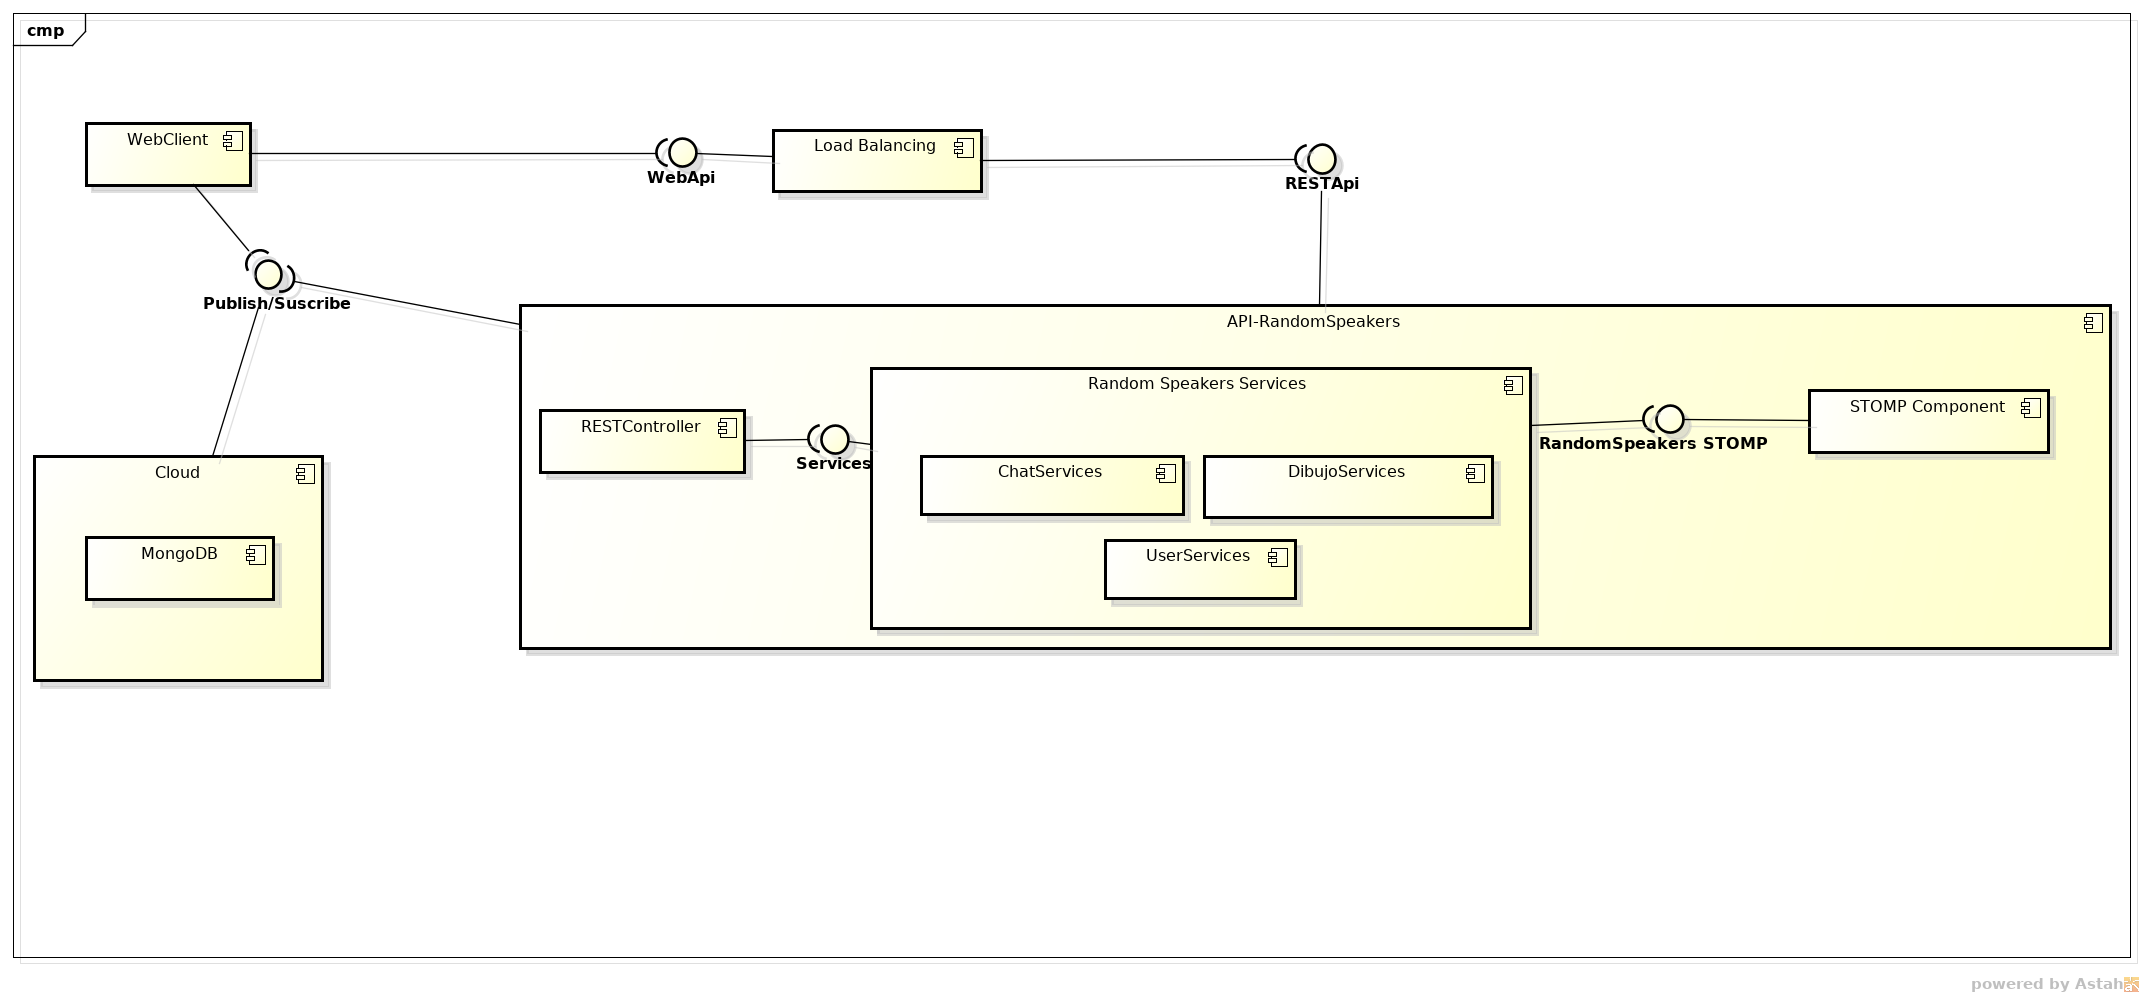 cmp
WebClient
Load Balancing
WebApi
RESTApi
Publish/Suscribe
API-RandomSpeakers
Random Speakers Services
RESTController
STOMP Component
Services
RandomSpeakers STOMP
Cloud
ChatServices
DibujoServices
MongoDB
UserServices
powered by Astah